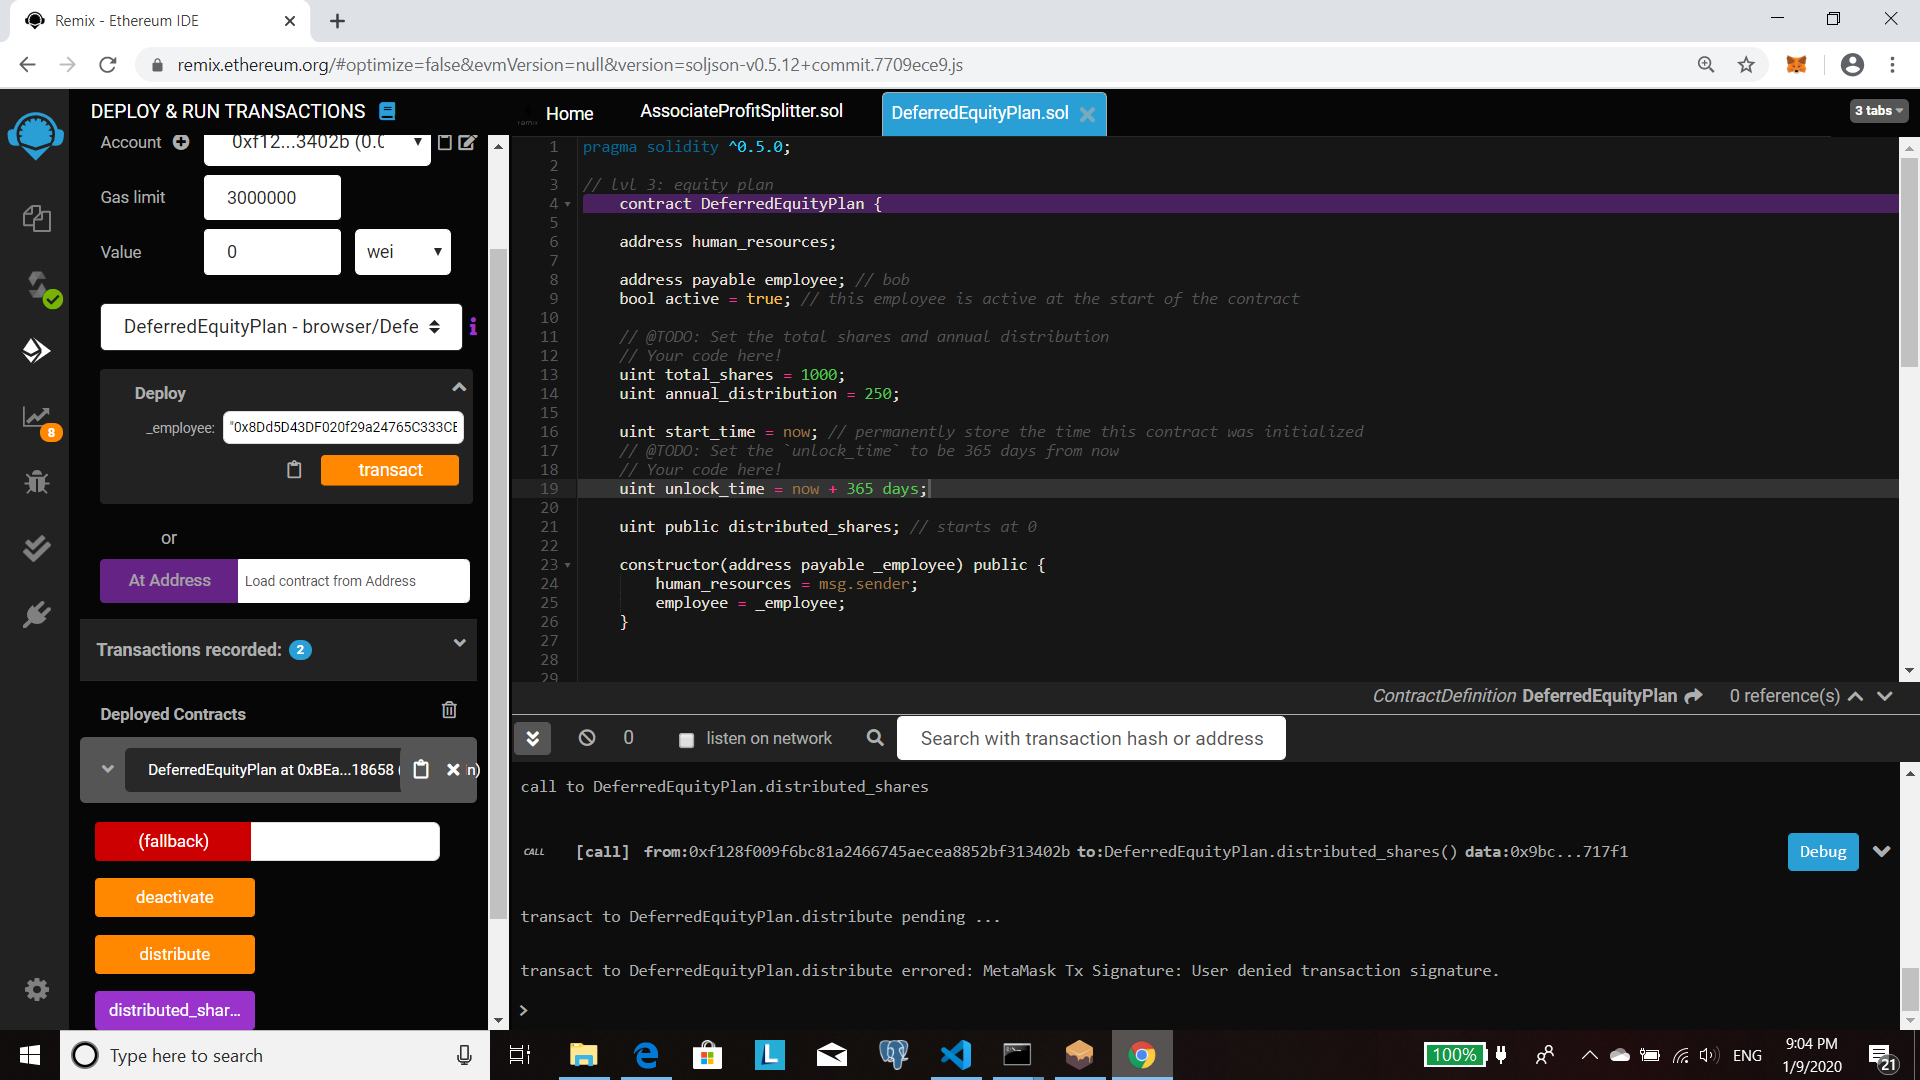 Remix - Ethereum IDE
remix.ethereum.org/#optimize=false&evmVersion=null&version=soljson-v0.5.12+commit.7709ece9.js
DEPLOY & RUN TRANSACTIONS
Account
0xf12...3402b (0.0
Gas limit
3000000
Value
0
wei
DeferredEquityPlan - browser/Defe
i
Deploy
_employee:
"0x8Dd5D43DF020f29a24765C333CE
transact
or
At Address
Load contract from Address
Transactions recorded: 2
Deployed Contracts
DeferredEquityPlan at 0xBEa...18658 (
in)
(fallback)
deactivate
distribute
distributed_shar...
8
Home
AssociateProfitSplitter.sol
DeferredEquityPlan.sol
3 tabs
1 pragma solidity ^0.5.0;
2
3 // lvl 3: equity plan
4 contract DeferredEquityPlan {
5
6 address human_resources;
7
8 address payable employee; // bob
9 bool active = true; // this employee is active at the start of the contract
10
11 // @TODO: Set the total shares and annual distribution
12 // Your code here!
13 uint total_shares = 1000;
14 uint annual_distribution = 250;
15
16 uint start_time = now; // permanently store the time this contract was initialized
17 // @TODO: Set the `unlock_time` to be 365 days from now
18 // Your code here!
19 uint unlock_time = now + 365 days;
20
21 uint public distributed_shares; // starts at 0
22
23 constructor(address payable _employee) public {
24 human_resources = msg.sender;
25 employee = _employee;
26 }
27
28
29
ContractDefinition DeferredEquityPlan 0 reference(s)
0
listen on network
Search with transaction hash or address
call to DeferredEquityPlan.distributed_shares
CALL [call] from:0xf128f009f6bc81a2466745aecea8852bf313402b to:DeferredEquityPlan.distributed_shares() data:0x9bc...717f1
Debug
transact to DeferredEquityPlan.distribute pending ...
transact to DeferredEquityPlan.distribute errored: MetaMask Tx Signature: User denied transaction signature.
>
Type here to search
L
100%
ENG
9:04 PM
1/9/2020
21